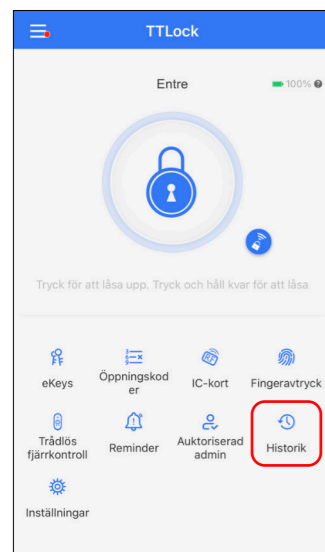 TTLock
Entre
100%
Tryck för att låsa upp. Tryck och håll kvar för att låsa
eKeys
Öppningskod
er
IC-kort
Fingeravtryck
Trådlös
fjärrkontroll
Reminder
Auktoriserad
admin
Historik
Inställningar